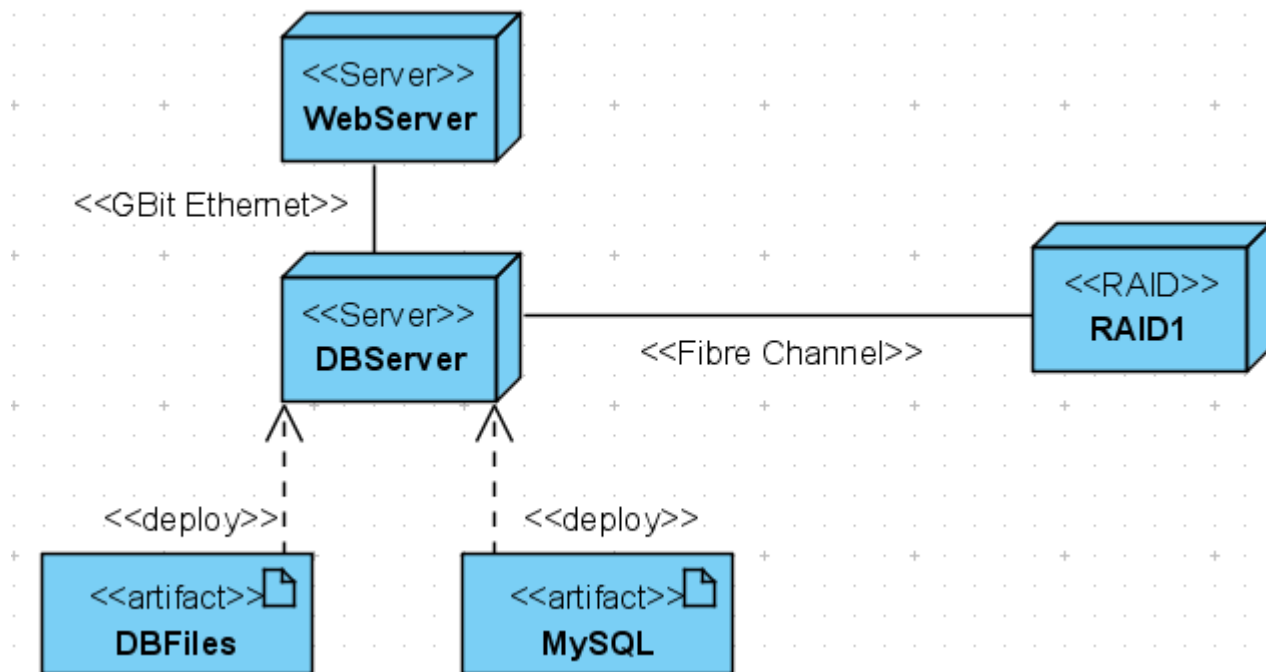 <<Server>>
WebServer
<<GBit Ethernet>>
<<Server>>
DBServer
<<RAID>>
RAID1
<<Fibre Channel>>
<<deploy>>
<<deploy>>
<<artifact>>
DBFiles
<<artifact>>
MySQL